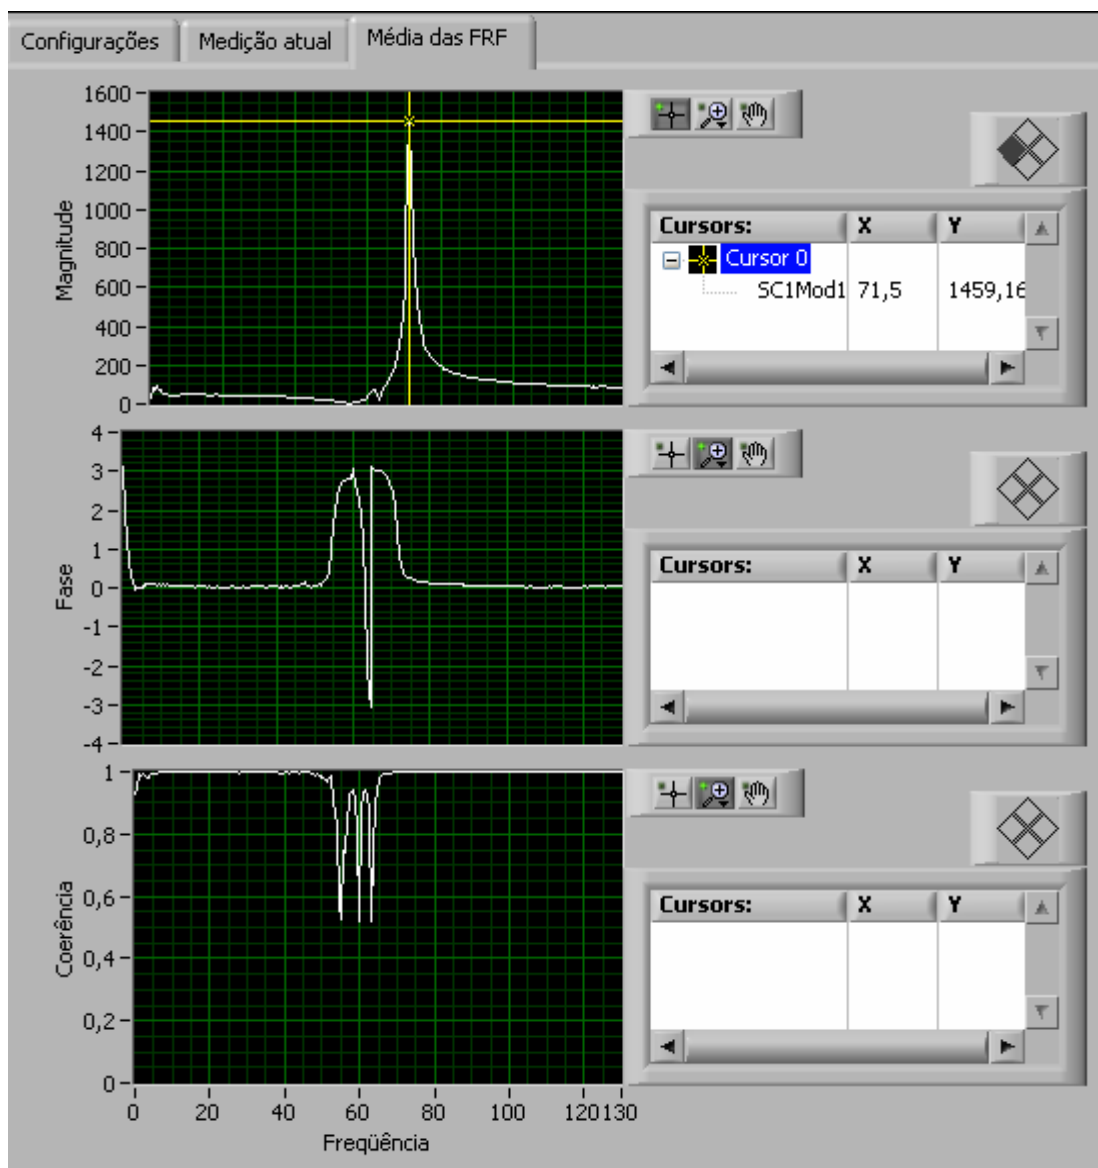 Configurações Medição atual Média das FRF
1600
1400
1200
1000
800
600
400
200
0
Magnitude
Cursors: X Y
Cursor 0
SC1Mod1 71,5 1459,16
4
3
2
1
0
-1
-2
-3
-4
Fase
Cursors: X Y
1
0,8
0,6
0,4
0,2
0
Coerência
Cursors: X Y
0 20 40 60 80 100 120 130
Freqüência